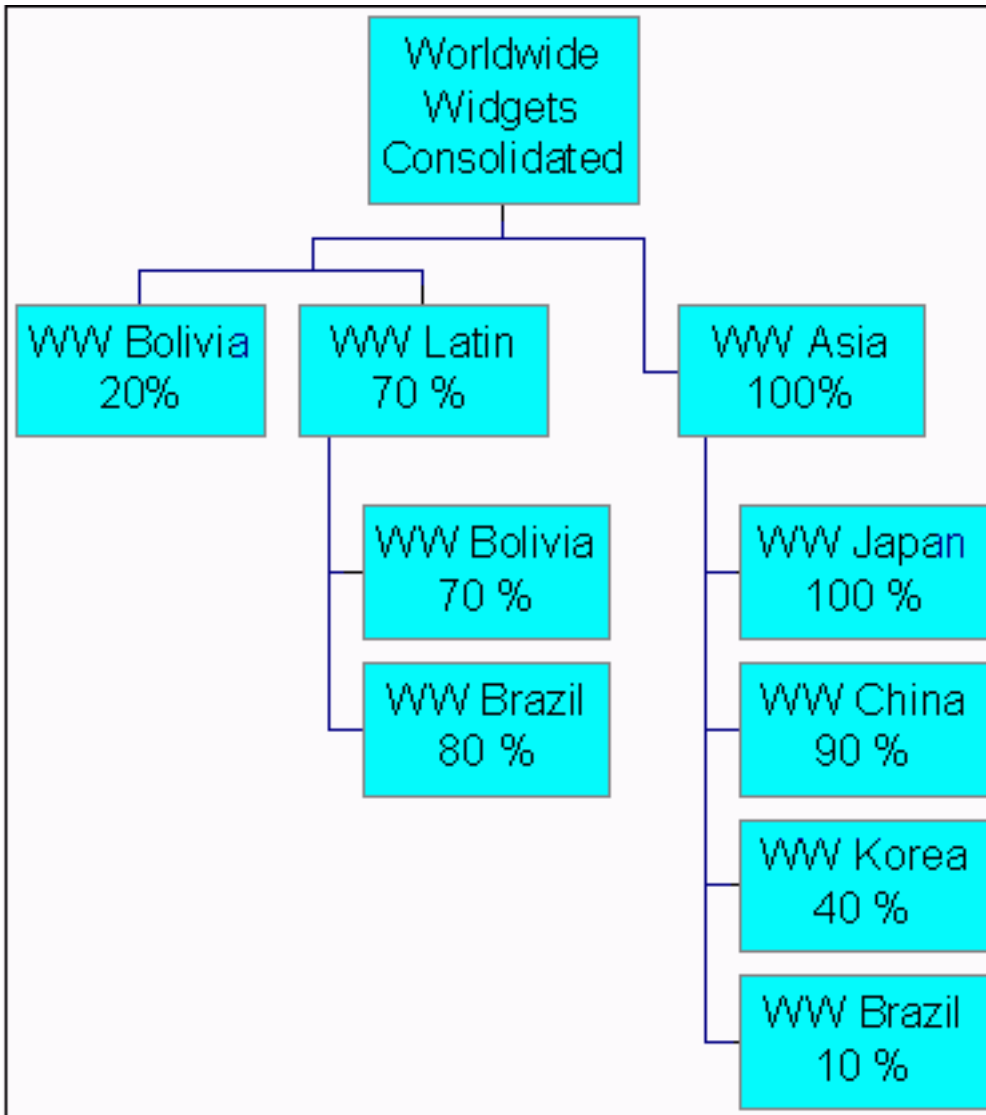 Worldwide
Widgets
Consolidated
WW Bolivia
20%
WW Latin
70 %
WW Asia
100%
WW Bolivia
70 %
WW Brazil
80 %
WW Japan
100 %
WW China
90 %
WW Korea
40 %
WW Brazil
10 %